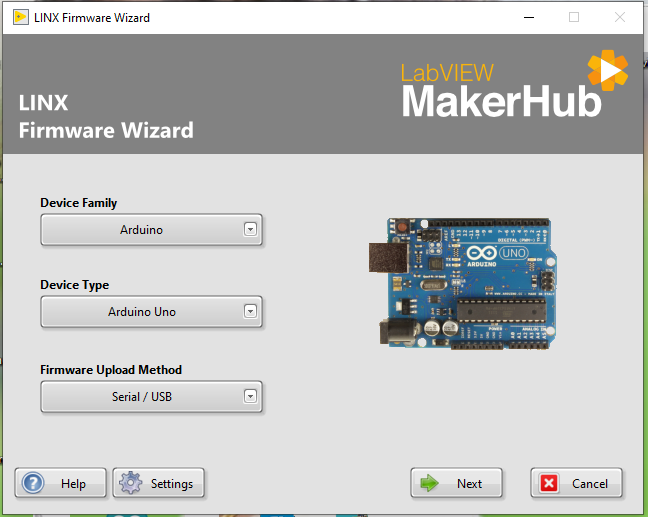 LINX Firmware Wizard
LabVIEW
MakerHub
LINX
Firmware Wizard
Device Family
Arduino
Device Type
Arduino Uno
Firmware Upload Method
Serial / USB
DIGITAL (PWM~)
UNO
ARDUINO
POWER
ANALOG IN
Help
Settings
Next
Cancel